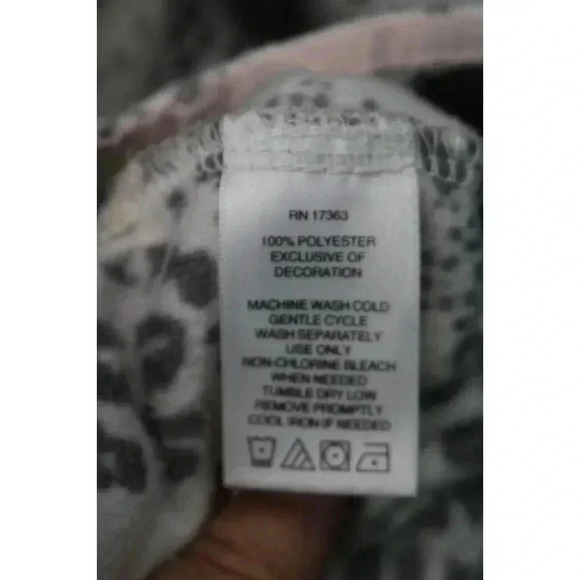 RN 17363
100% POLYESTER
EXCLUSIVE OF
DECORATION
MACHINE WASH COLD
GENTLE CYCLE
WASH SEPARATELY
USE ONLY
NON-CHLORINE BLEACH
WHEN NEEDED
TUMBLE DRY LOW
REMOVE PROMPTLY
COOL IRON IF NEEDED